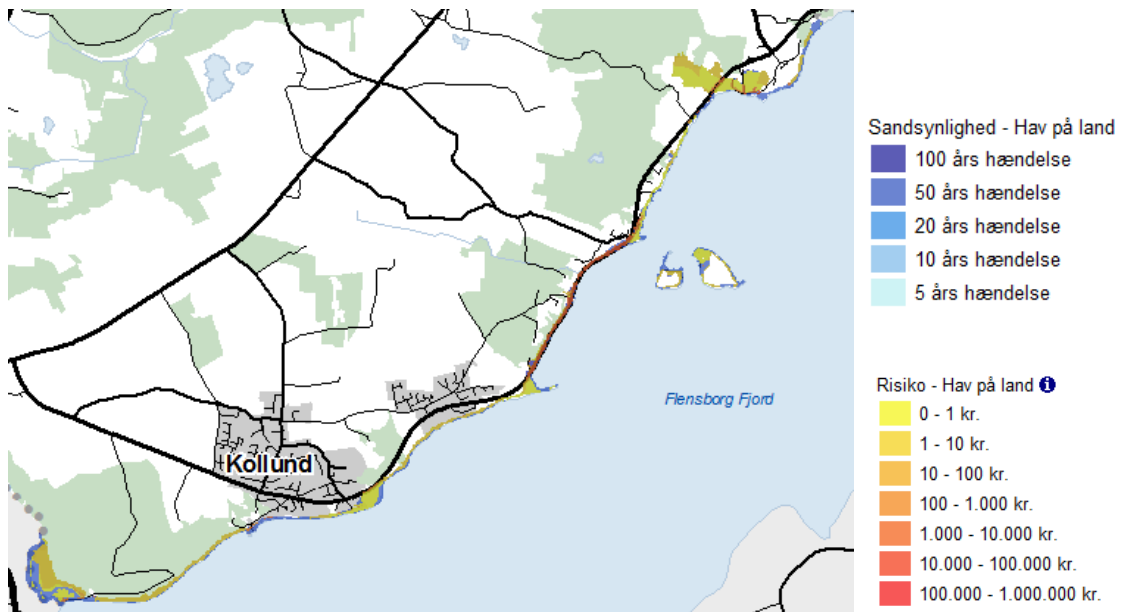 Sandsynlighed - Hav på land
100 års hændelse
50 års hændelse
20 års hændelse
10 års hændelse
5 års hændelse
Risiko - Hav på land i
0 - 1 kr.
1 - 10 kr.
10 - 100 kr.
100 - 1.000 kr.
1.000 - 10.000 kr.
10.000 - 100.000 kr.
100.000 - 1.000.000 kr.
Flensborg Fjord
Kollund